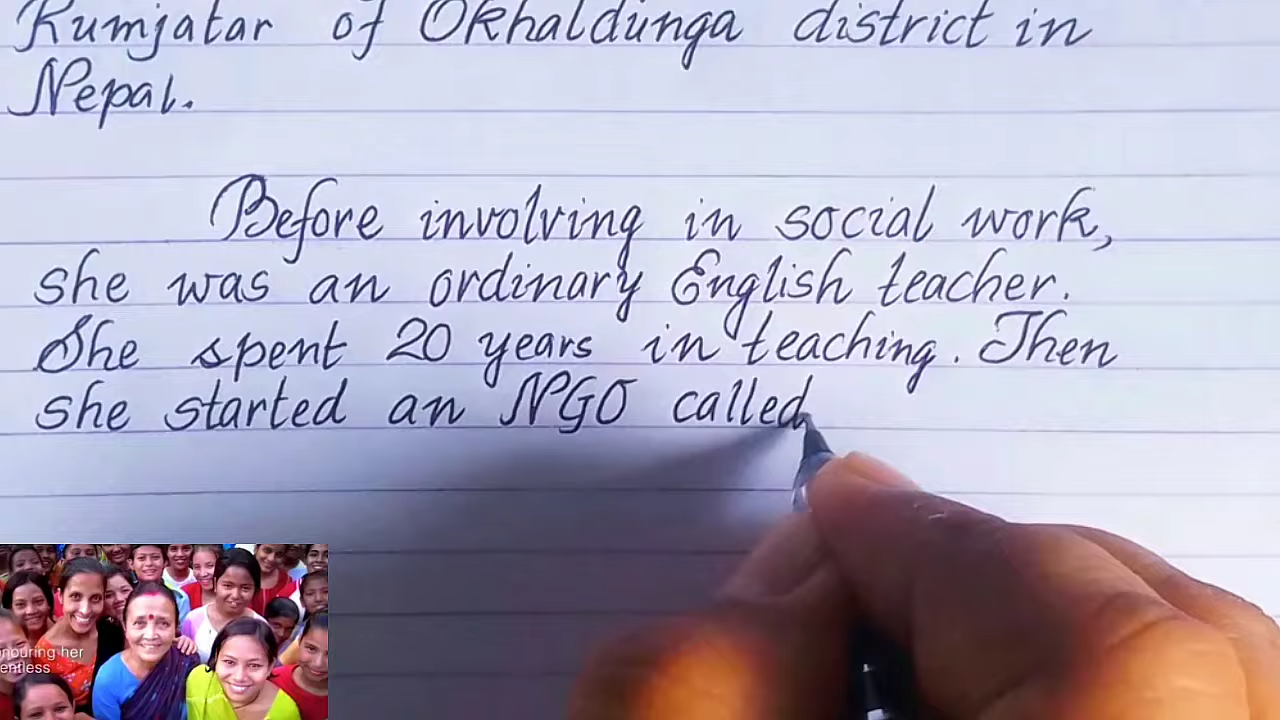 Rumjatar of Okhaldunga district in
Nepal.
Before involving in social work,
she was an ordinary English teacher.
She spent 20 years in teaching. Then
she started an NGO called
nouring her
entless